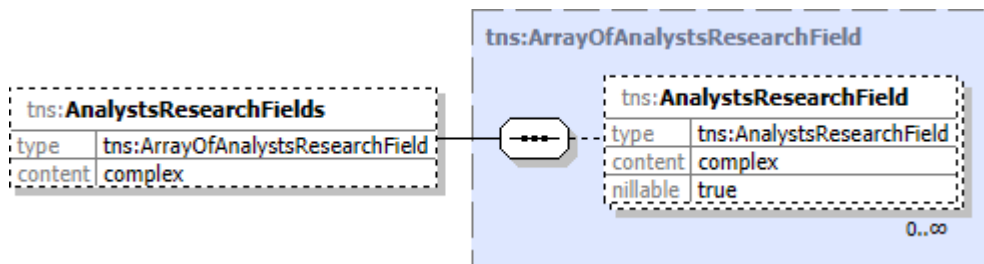 tns:ArrayOfAnalystsResearchField
tns:AnalystsResearchFields
type tns:ArrayOfAnalystsResearchField
content complex
tns:AnalystsResearchField
type tns:AnalystsResearchField
content complex
nillable true
0..∞